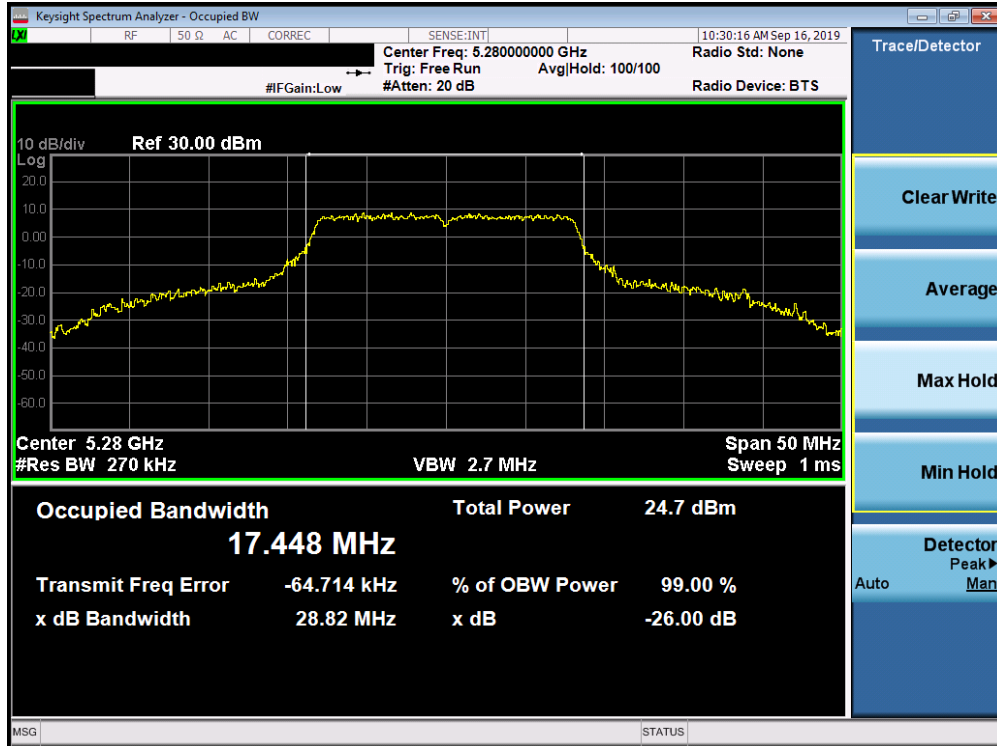 Keysight Spectrum Analyzer - Occupied BW
LXI RF 50 Ω AC CORREC SENSE:INT 10:30:16 AM Sep 16, 2019
Center Freq: 5.280000000 GHz Radio Std: None
Trig: Free Run Avg|Hold: 100/100
#IFGain:Low #Atten: 20 dB Radio Device: BTS
10 dB/div Ref 30.00 dBm
Log
20.0
10.0
0.00
-10.0
-20.0
-30.0
-40.0
-50.0
-60.0
Center 5.28 GHz Span 50 MHz
#Res BW 270 kHz VBW 2.7 MHz Sweep 1 ms
Occupied Bandwidth Total Power 24.7 dBm
17.448 MHz
Transmit Freq Error -64.714 kHz % of OBW Power 99.00 %
x dB Bandwidth 28.82 MHz x dB -26.00 dB
MSG STATUS
Trace/Detector
Clear Write
Average
Max Hold
Min Hold
Detector
Peak▶
Auto Man